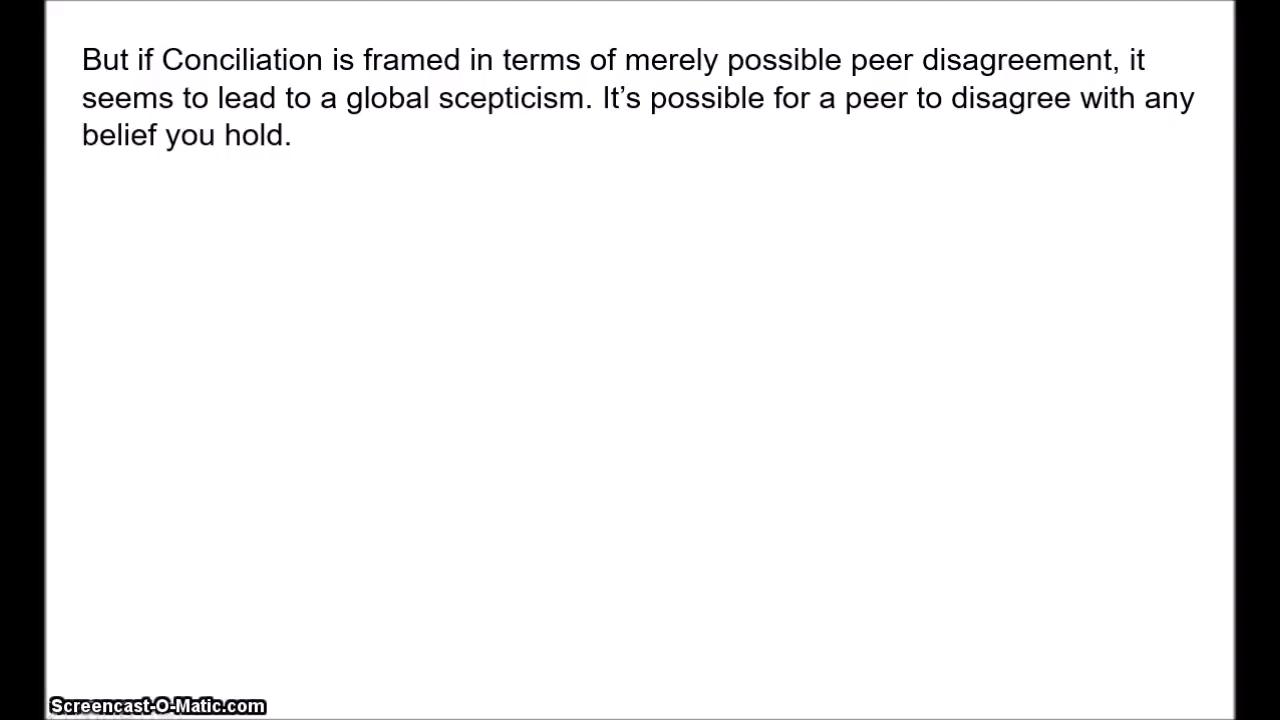 But if Conciliation is framed in terms of merely possible peer disagreement, it
seems to lead to a global scepticism. It’s possible for a peer to disagree with any
belief you hold.
Screencast-O-Matic.com